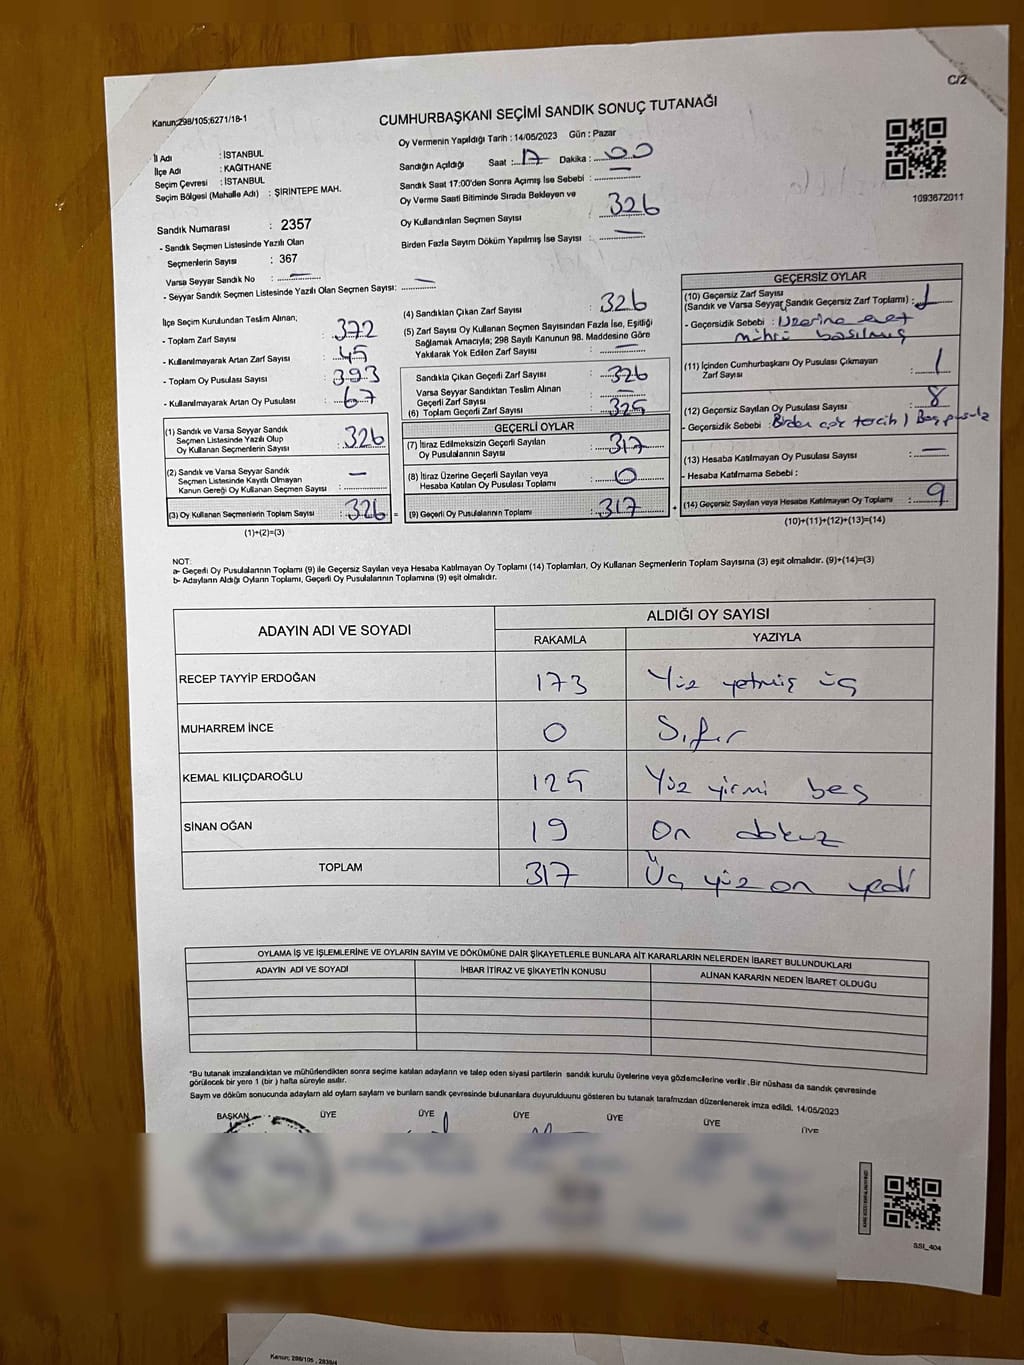 C/2
Kanun;298/105;6271/18-1
CUMHURBAŞKANI SEÇİMİ SANDIK SONUÇ TUTANAĞI
Oy Vermenin Yapıldığı Tarih : 14/05/2023 Gün : Pazar
İl Adı : İSTANBUL
İlçe Adı : KAĞITHANE
Seçim Çevresi : İSTANBUL
Seçim Bölgesi (Mahalle Adı) : ŞİRİNTEPE MAH.
Sandığın Açıldığı Saat : 17 Dakika : 00
Sandık Saat 17:00'den Sonra Açımış İse Sebebi : —
Oy Verme Saati Bitiminde Sırada Bekleyen ve
Oy Kullandırılan Seçmen Sayısı : 326
Birden Fazla Sayım Döküm Yapılmış İse Sayısı : —
1093672011
Sandık Numarası : 2357
- Sandık Seçmen Listesinde Yazılı Olan
Seçmenlerin Sayısı : 367
Varsa Seyyar Sandık No : —
- Seyyar Sandık Seçmen Listesinde Yazılı Olan Seçmen Sayısı: —
İlçe Seçim Kurulundan Teslim Alınan;
- Toplam Zarf Sayısı : 372
- Kullanılmayarak Artan Zarf Sayısı : 45
- Toplam Oy Pusulası Sayısı : 393
- Kullanılmayarak Artan Oy Pusulası : 67
(1) Sandık ve Varsa Seyyar Sandık
Seçmen Listesinde Yazılı Olup
Oy Kullanan Seçmenlerin Sayısı : 326
(2) Sandık ve Varsa Seyyar Sandık
Seçmen Listesinde Kayıtlı Olmayan
Kanun Gereği Oy Kullanan Seçmen Sayısı : —
(3) Oy Kullanan Seçmenlerin Toplam Sayısı : 326 =
(1)+(2)=(3)
(4) Sandıktan Çıkan Zarf Sayısı : 326
(5) Zarf Sayısı Oy Kullanan Seçmen Sayısından Fazla İse, Eşitliği
Sağlamak Amacıyla; 298 Sayılı Kanunun 98. Maddesine Göre
Yakılarak Yok Edilen Zarf Sayısı : —
Sandıkta Çıkan Geçerli Zarf Sayısı : 326
Varsa Seyyar Sandıktan Teslim Alınan
Geçerli Zarf Sayısı : —
(6) Toplam Geçerli Zarf Sayısı : 325
GEÇERLİ OYLAR
(7) İtiraz Edilmeksizin Geçerli Sayılan
Oy Pusulalarının Sayısı : 317
(8) İtiraz Üzerine Geçerli Sayılan veya
Hesaba Katılan Oy Pusulası Toplamı : 0
(9) Geçerli Oy Pusulalarının Toplamı : 317 +
GEÇERSİZ OYLAR
(10) Geçersiz Zarf Sayısı
(Sandık ve Varsa Seyyar Sandık Geçersiz Zarf Toplamı) : 1
- Geçersizlik Sebebi : Üzerine evet
mührü basılmış
(11) İçinden Cumhurbaşkanı Oy Pusulası Çıkmayan
Zarf Sayısı : 1
(12) Geçersiz Sayılan Oy Pusulası Sayısı : 8
- Geçersizlik Sebebi : Birden çok tercih / Boş pusula
(13) Hesaba Katılmayan Oy Pusulası Sayısı : —
- Hesaba Katılmama Sebebi :
(14) Geçersiz Sayılan veya Hesaba Katılmayan Oy Toplamı : 9
(10)+(11)+(12)+(13)=(14)
NOT:
a- Geçerli Oy Pusulalarının Toplamı (9) ile Geçersiz Sayılan veya Hesaba Katılmayan Oy Toplamı (14) Toplamları, Oy Kullanan Seçmenlerin Toplam Sayısına (3) eşit olmalıdır. (9)+(14)=(3)
b- Adayların Aldığı Oyların Toplamı, Geçerli Oy Pusulalarının Toplamına (9) eşit olmalıdır.
ADAYIN ADI VE SOYADI ALDIĞI OY SAYISI
RAKAMLA YAZIYLA
RECEP TAYYİP ERDOĞAN 173 Yüz yetmiş üç
MUHARREM İNCE 0 Sıfır
KEMAL KILIÇDAROĞLU 125 Yüz yirmi beş
SİNAN OĞAN 19 On dokuz
TOPLAM 317 Üç yüz on yedi
OYLAMA İŞ VE İŞLEMLERİNE VE OYLARIN SAYIM VE DÖKÜMÜNE DAİR ŞİKAYETLERLE BUNLARA AİT KARARLARIN NELERDEN İBARET BULUNDUKLARI
ADAYIN ADI VE SOYADI İHBAR İTİRAZ VE ŞİKAYETİN KONUSU ALINAN KARARIN NEDEN İBARET OLDUĞU
*Bu tutanak imzalandıktan ve mühürlendikten sonra seçime katılan adayların ve talep eden siyasi partilerin sandık kurulu üyelerine veya gözlemcilerine verilir .Bir nüshası da sandık çevresinde
görülecek bir yere 1 (bir ) hafta süreyle asılır.
Sayım ve döküm sonucunda adayların ald oyların sayları ve bunların sandık çevresinde bulunanlara duyurulduunu gösteren bu tutanak tarafımızdan düzenlenerek imza edildi. 14/05/2023
BAŞKAN ÜYE ÜYE ÜYE ÜYE ÜYE ÜYE
SSI_404
Kanun; 298/105 , 2839/4